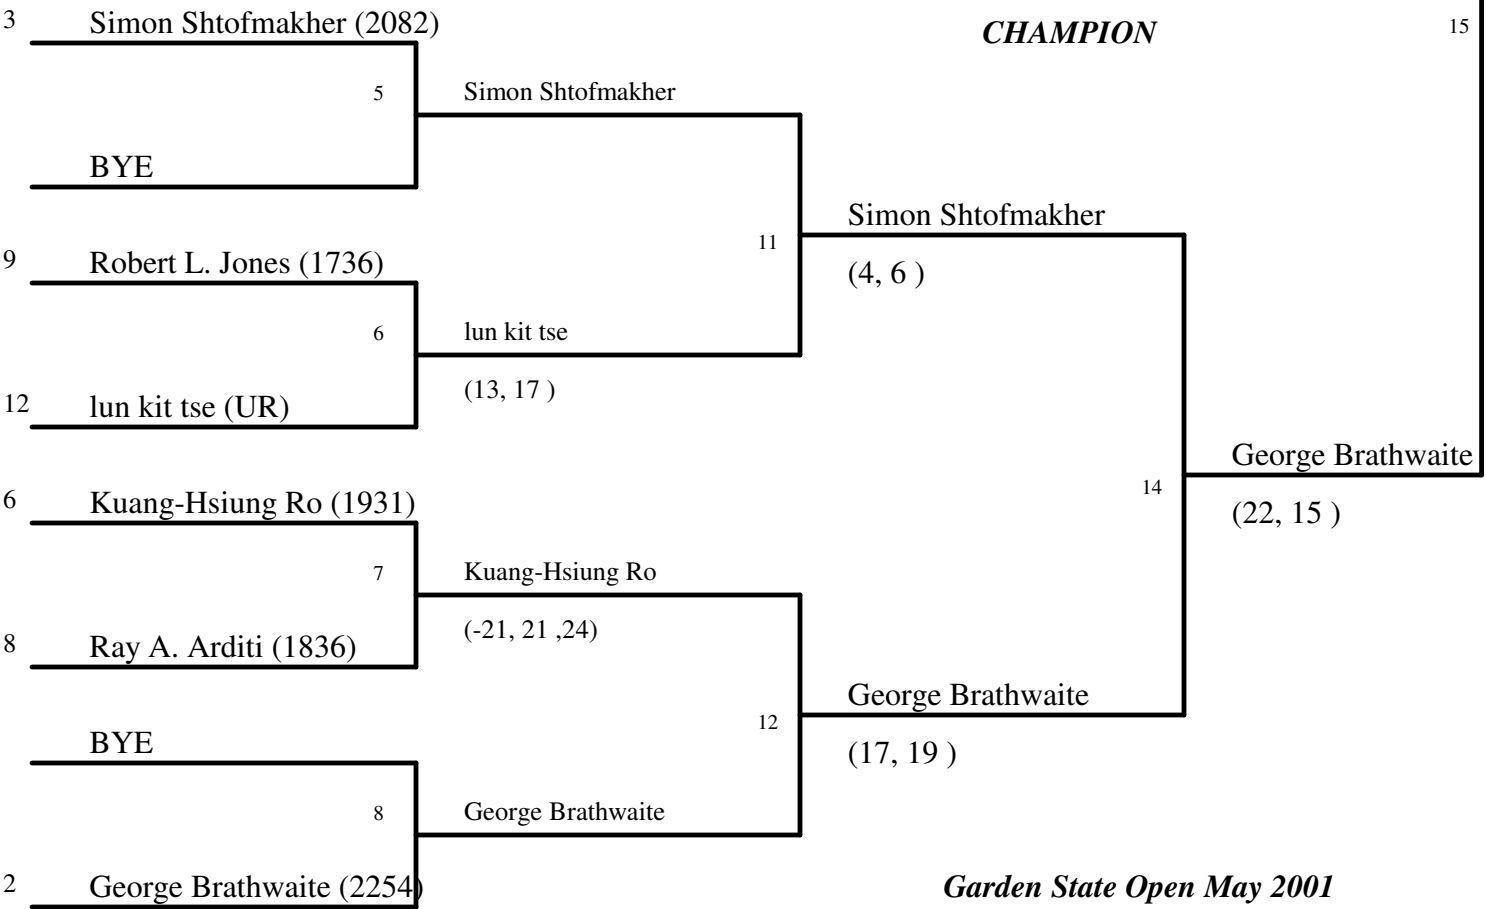 3 Simon Shtofmakher (2082)
CHAMPION
15
5 Simon Shtofmakher
BYE
Simon Shtofmakher
11
(4, 6 )
9 Robert L. Jones (1736)
6 lun kit tse
(13, 17 )
12 lun kit tse (UR)
George Brathwaite
14
(22, 15 )
6 Kuang-Hsiung Ro (1931)
7 Kuang-Hsiung Ro
(-21, 21 ,24)
8 Ray A. Arditi (1836)
George Brathwaite
12
(17, 19 )
BYE
8 George Brathwaite
2 George Brathwaite (2254)
Garden State Open May 2001